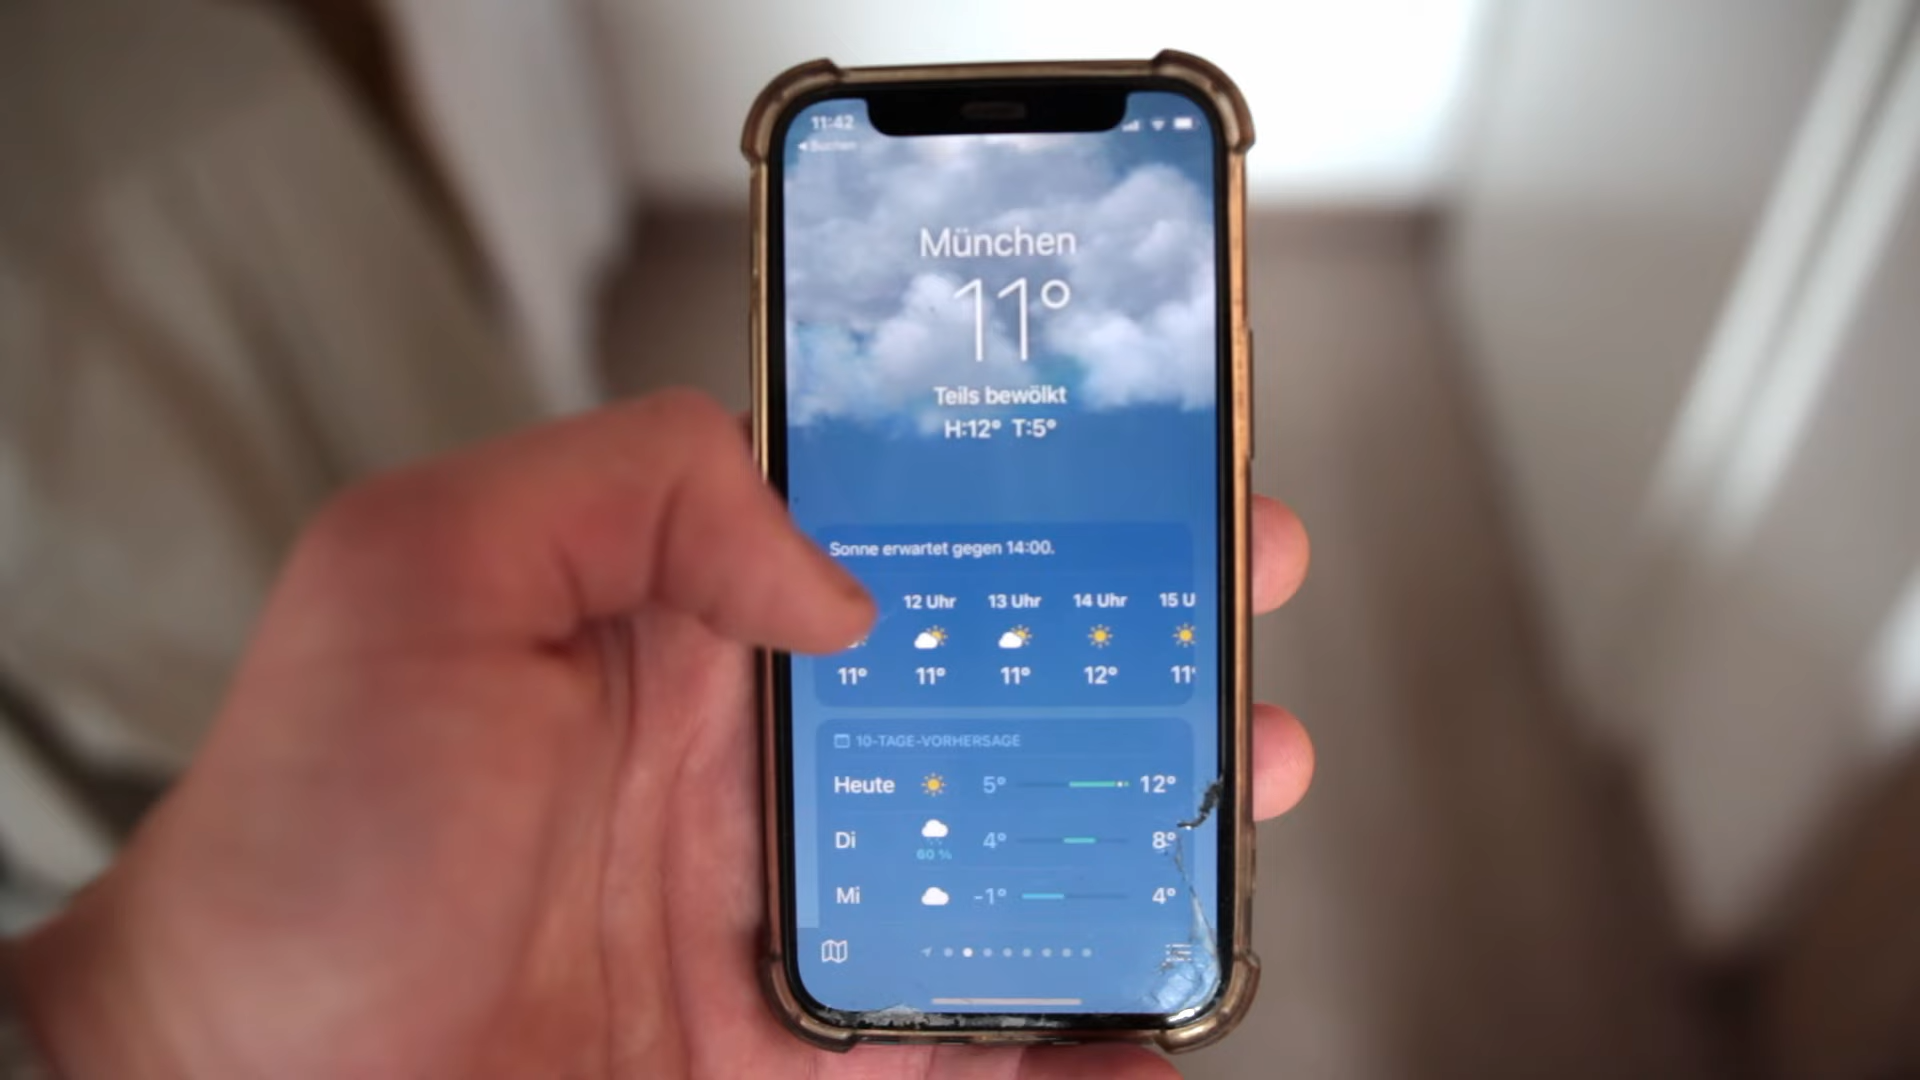 11:42
Suchen
München
11°
Teils bewölkt
H:12° T:5°
Sonne erwartet gegen 14:00.
12 Uhr 13 Uhr 14 Uhr 15 U
11° 11° 11° 12° 11°
10-TAGE-VORHERSAGE
Heute 5° 12°
Di 60 % 4° 8°
Mi -1° 4°